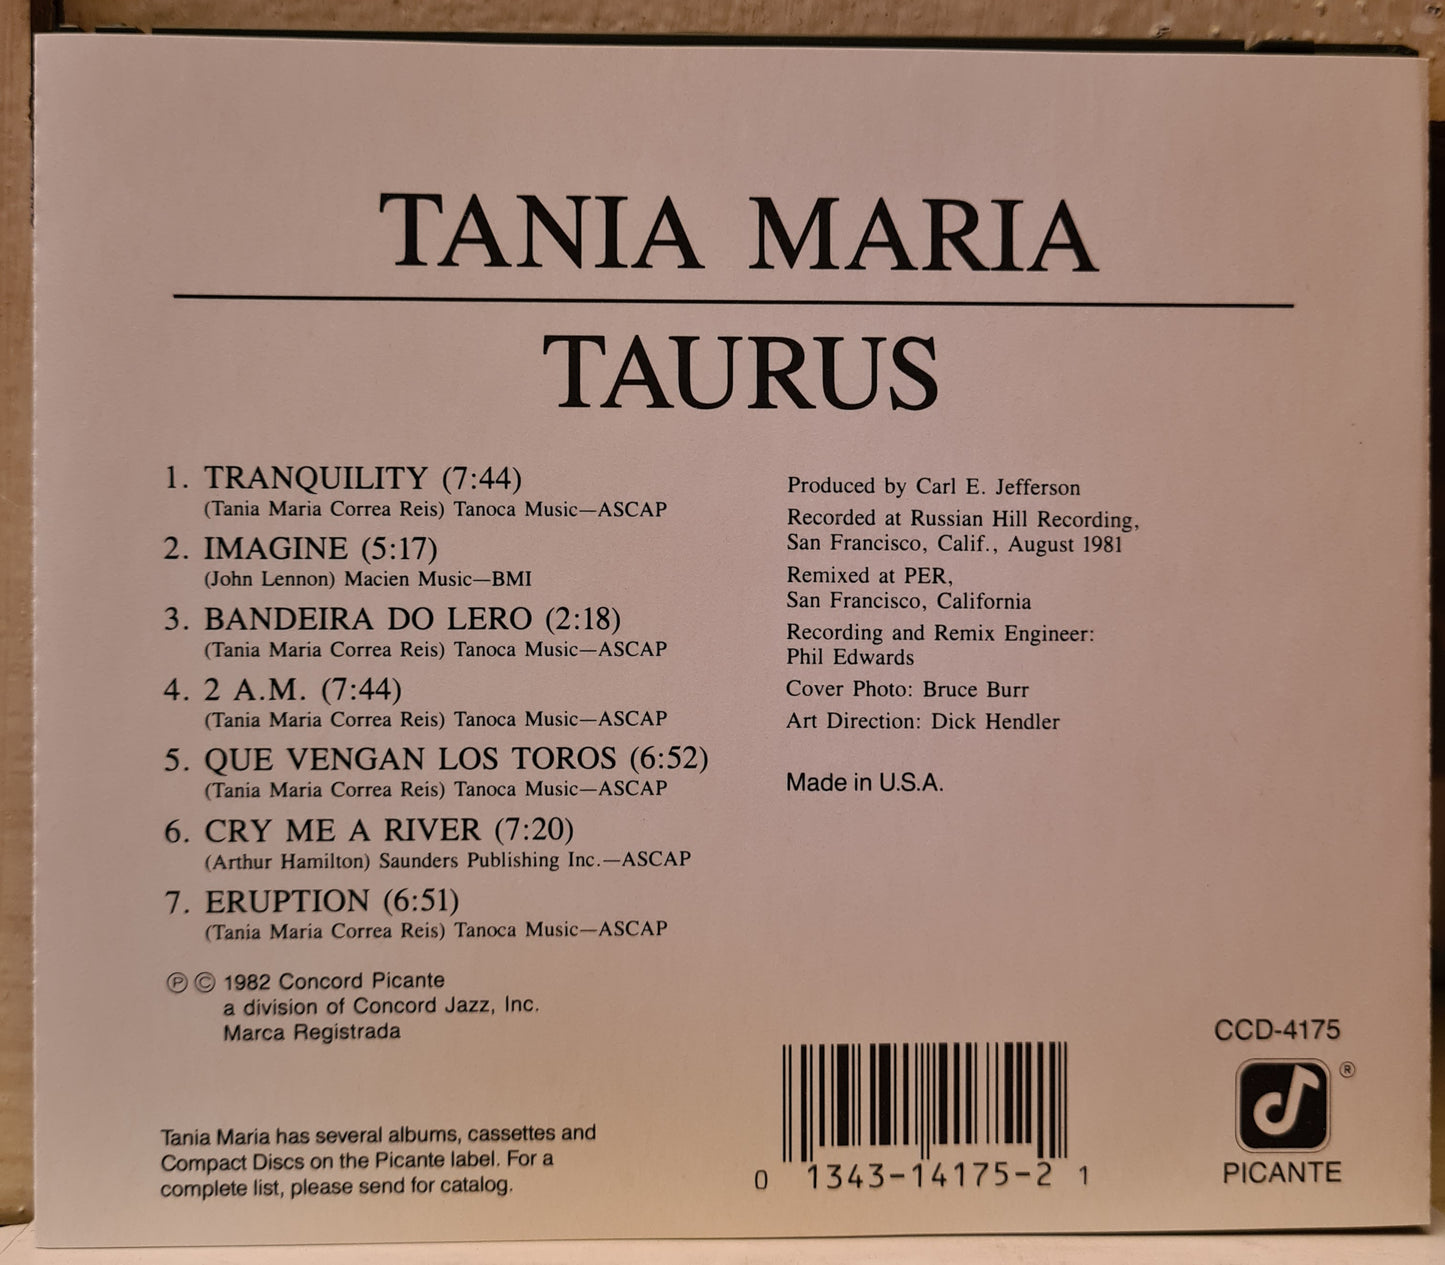 TANIA MARIA
TAURUS
1. TRANQUILITY (7:44)
(Tania Maria Correa Reis) Tanoca Music—ASCAP
2. IMAGINE (5:17)
(John Lennon) Macien Music—BMI
3. BANDEIRA DO LERO (2:18)
(Tania Maria Correa Reis) Tanoca Music—ASCAP
4. 2 A.M. (7:44)
(Tania Maria Correa Reis) Tanoca Music—ASCAP
5. QUE VENGAN LOS TOROS (6:52)
(Tania Maria Correa Reis) Tanoca Music—ASCAP
6. CRY ME A RIVER (7:20)
(Arthur Hamilton) Saunders Publishing Inc.—ASCAP
7. ERUPTION (6:51)
(Tania Maria Correa Reis) Tanoca Music—ASCAP
℗ © 1982 Concord Picante
a division of Concord Jazz, Inc.
Marca Registrada
Tania Maria has several albums, cassettes and
Compact Discs on the Picante label. For a
complete list, please send for catalog.
Produced by Carl E. Jefferson
Recorded at Russian Hill Recording,
San Francisco, Calif., August 1981
Remixed at PER,
San Francisco, California
Recording and Remix Engineer:
Phil Edwards
Cover Photo: Bruce Burr
Art Direction: Dick Hendler
Made in U.S.A.
0 1343-14175-2 1
CCD-4175
®
PICANTE